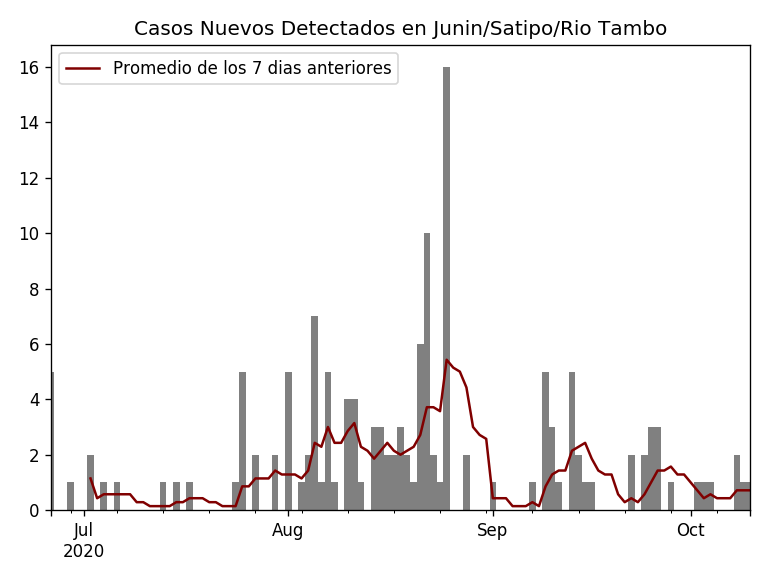 Casos Nuevos Detectados en Junin/Satipo/Rio Tambo
Promedio de los 7 dias anteriores
16
14
12
10
8
6
4
2
0
Jul
2020
Aug
Sep
Oct